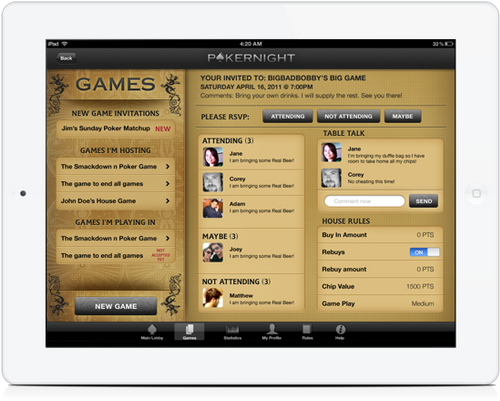 iPad
4:20 AM
33 %
Back
POKERNIGHT
GAMES
NEW GAME INVITATIONS
Jim's Sunday Poker Matchup NEW
GAMES I'M HOSTING
The Smackdown n Poker Game
The game to end all games
John Doe's House Game
GAMES I'M PLAYING IN
The Smackdown n Poker Game
The game to end all games NOT
ACCEPTED
YET
NEW GAME
YOUR INVITED TO: BIGBADBOBBY'S BIG GAME
SATURDAY APRIL 16, 2011 @ 7:00PM
Comments: Bring your own drinks. I will supply the rest. See you there!
PLEASE RSVP: ATTENDING NOT ATTENDING MAYBE
ATTENDING (3)
Jane
I am bringing some Real Beer!
Corey
I am bringing some Real Beer!
Adam
I am bringing some Real Beer!
MAYBE (3)
Joey
I am bringing some Real Beer!
NOT ATTENDING (3)
Matthew
I am bringing some Real Beer!
TABLE TALK
Jane
I'm bringing my duffle bag so I have
room to take home all my chips!
Corey
No cheating this time!
Comment now SEND
HOUSE RULES
Buy In Amount 0 PTS
Rebuys ON
Rebuy amount 0 PTS
Chip Value 1500 PTS
Game Play Medium
Main Lobby Games Statistics My Profile Rules Help